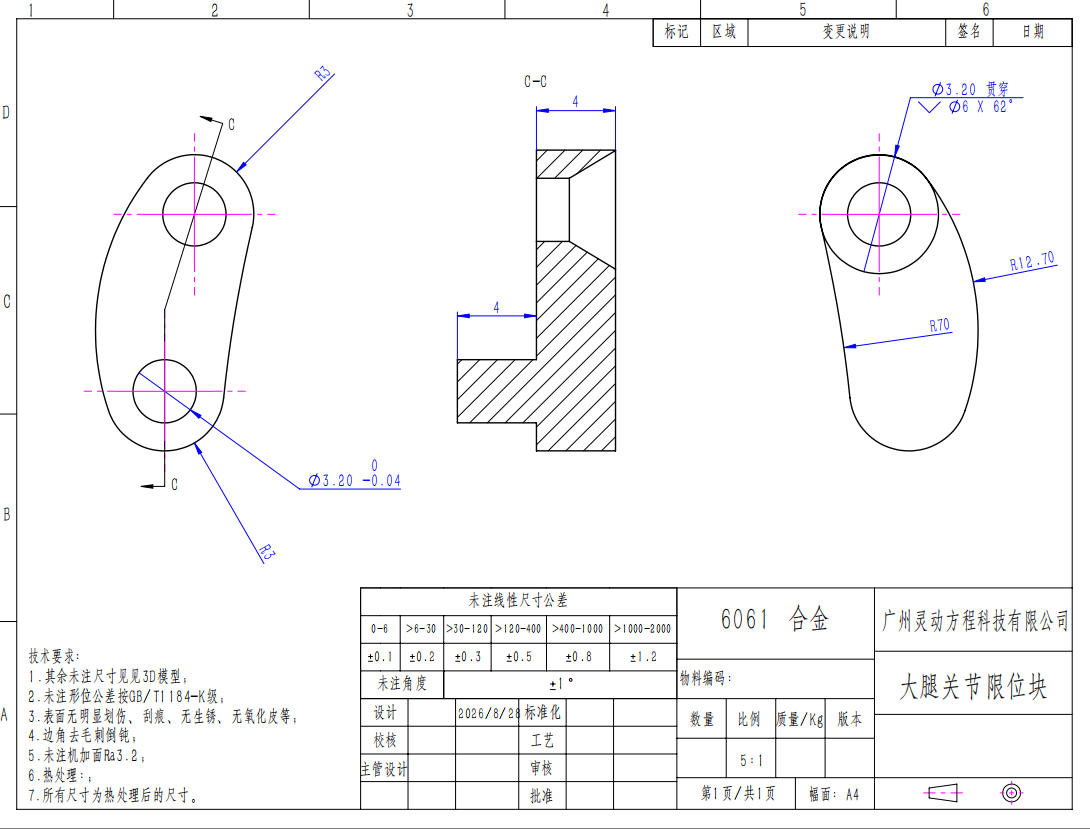 1 2 3 4 5 6
标记 区域 变更说明 签名 日期
D
C
B
A
R3
C
C
⌀3.20 0 -0.04
R3
C-C
4
4
⌀3.20 贯穿
⌵ ⌀6 X 62°
R12.70
R70
技术要求:
1.其余未注尺寸见见3D模型;
2.未注形位公差按GB/T1184-K级;
3.表面无明显划伤、刮痕、无生锈、无氧化皮等;
4.边角去毛刺倒钝;
5.未注机加面Ra3.2;
6.热处理:;
7.所有尺寸为热处理后的尺寸。
未注线性尺寸公差
0-6 >6-30 >30-120 >120-400 >400-1000 >1000-2000
±0.1 ±0.2 ±0.3 ±0.5 ±0.8 ±1.2
未注角度 ±1°
设计 2026/8/28 标准化
校核 工艺
主管设计 审核
批准
6061 合金
物料编码:
数量 比例 质量/Kg 版本
5:1
第1页/共1页 幅面: A4
广州灵动方程科技有限公司
大腿关节限位块